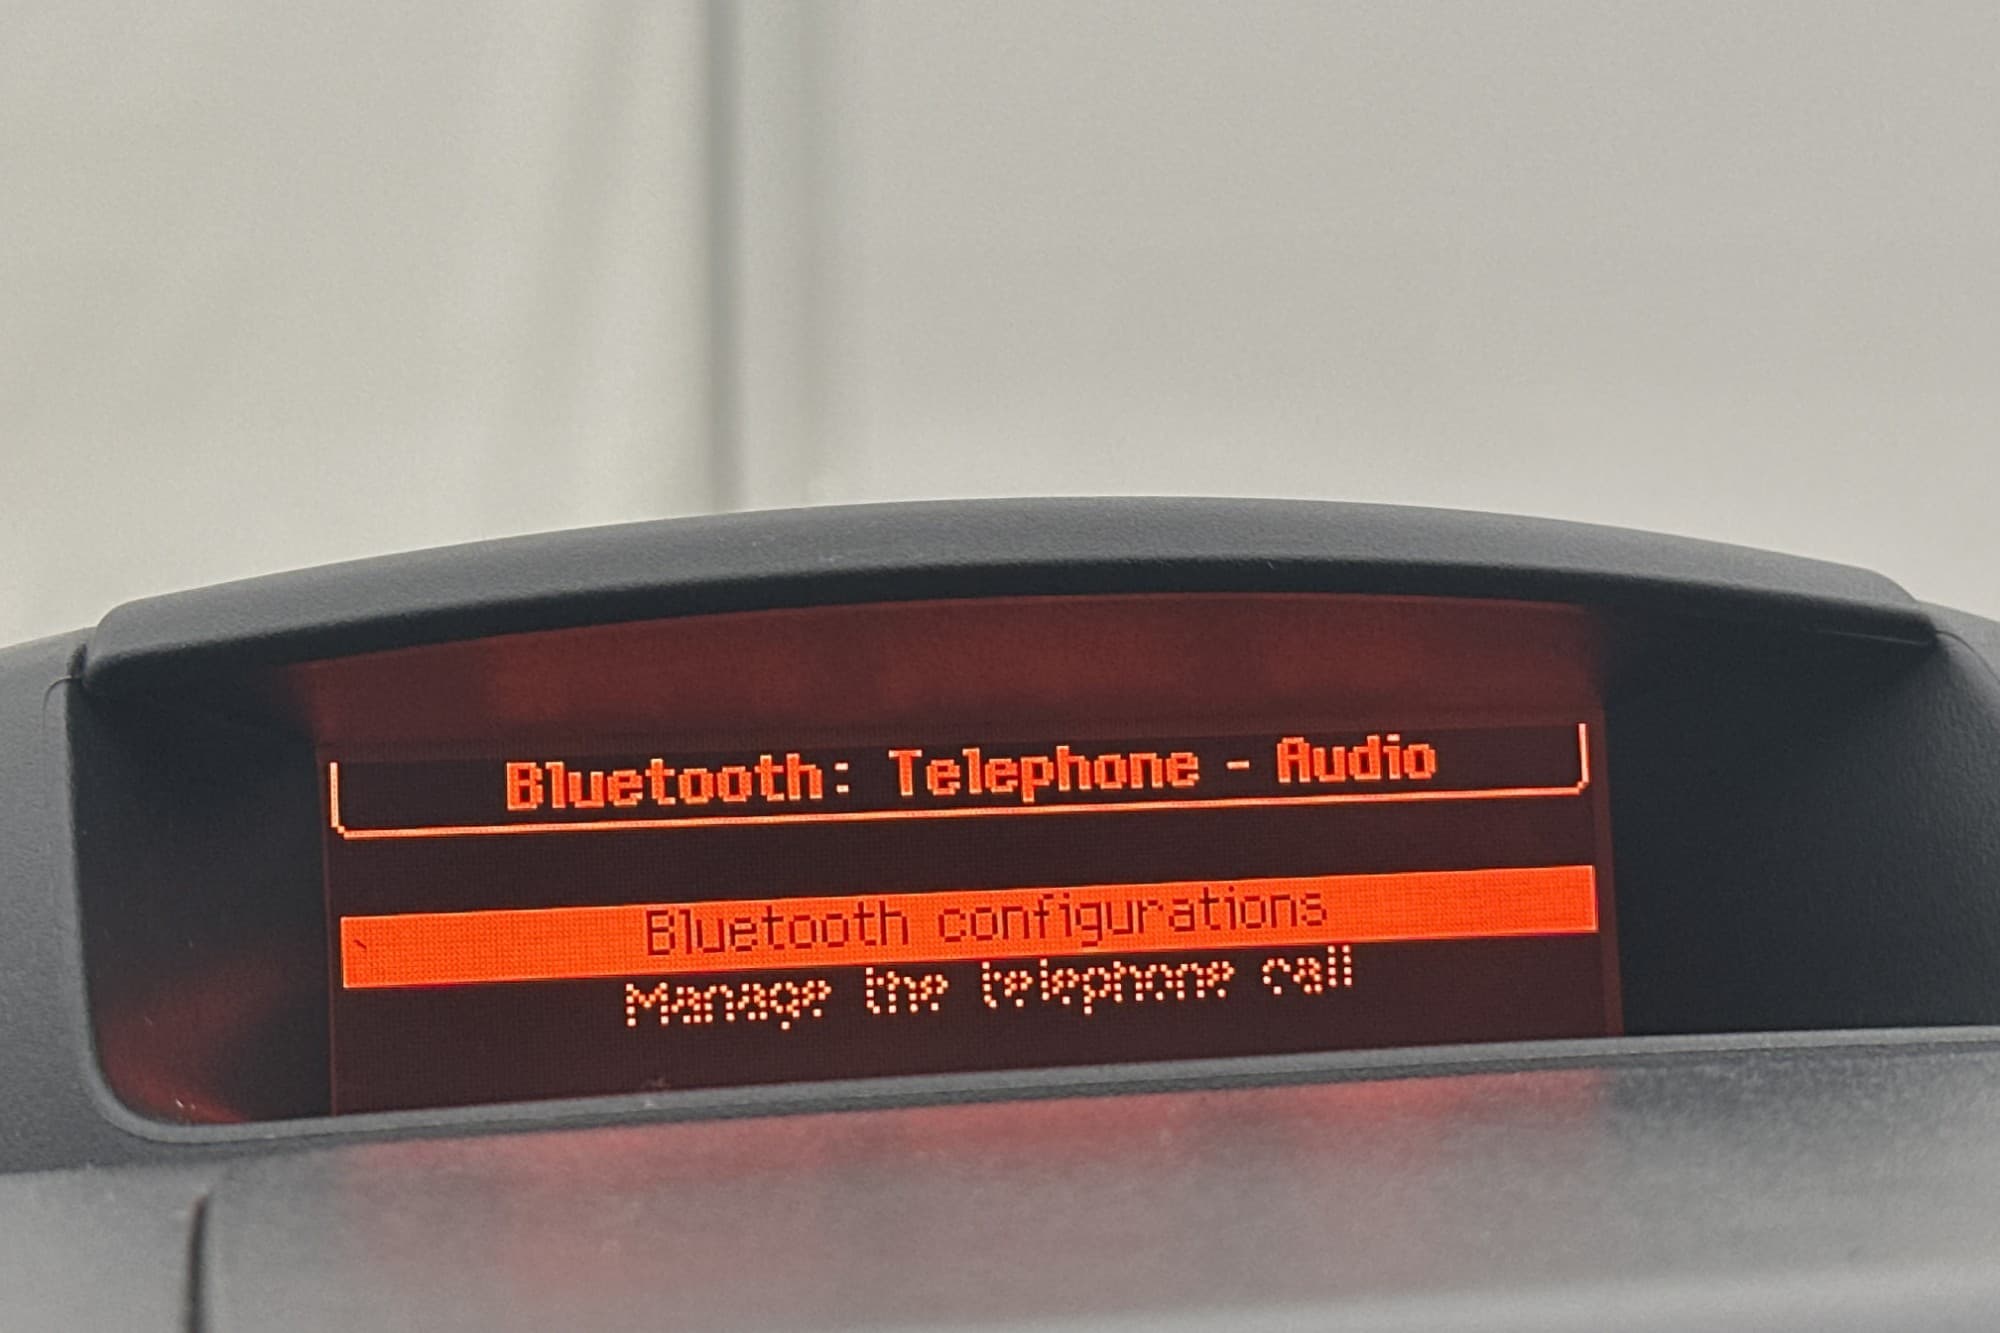 Bluetooth: Telephone - Audio
Bluetooth configurations
Manage the telephone call